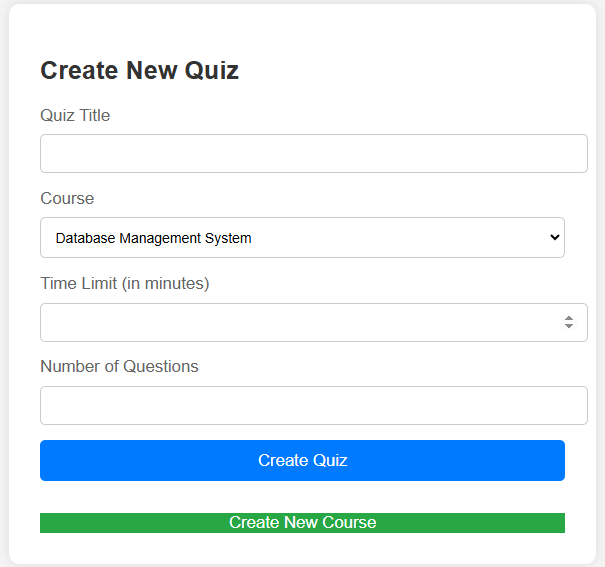 Create New Quiz
Quiz Title
Course
Database Management System
Time Limit (in minutes)
Number of Questions
Create Quiz
Create New Course